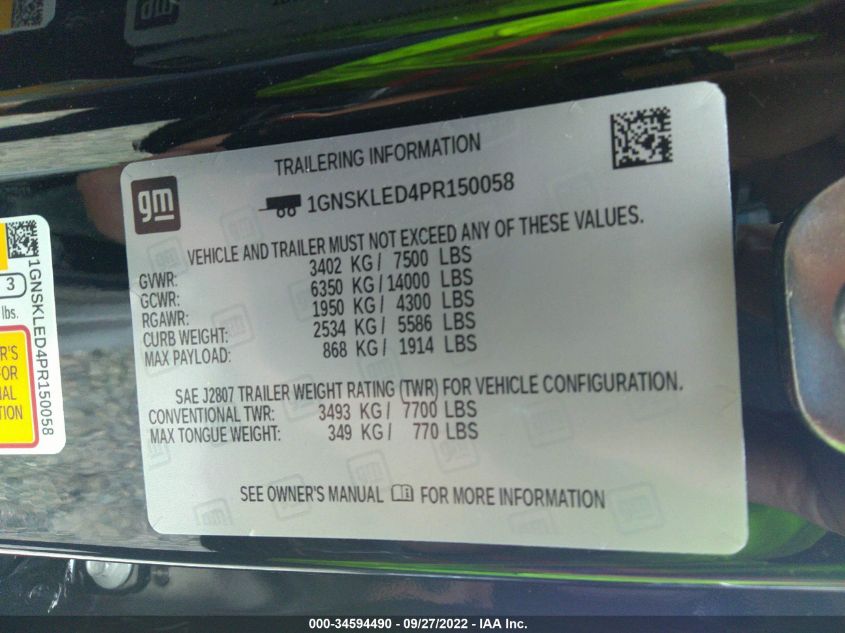 TRAILERING INFORMATION
gm
1GNSKLED4PR150058
VEHICLE AND TRAILER MUST NOT EXCEED ANY OF THESE VALUES.
GVWR: 3402 KG / 7500 LBS
GCWR: 6350 KG / 14000 LBS
RGAWR: 1950 KG / 4300 LBS
CURB WEIGHT: 2534 KG / 5586 LBS
MAX PAYLOAD: 868 KG / 1914 LBS
SAE J2807 TRAILER WEIGHT RATING (TWR) FOR VEHICLE CONFIGURATION.
CONVENTIONAL TWR: 3493 KG / 7700 LBS
MAX TONGUE WEIGHT: 349 KG / 770 LBS
SEE OWNER'S MANUAL FOR MORE INFORMATION
1GNSKLED4PR150058
3
lbs.
R'S
FOR
NAL
TION
000-34594490 - 09/27/2022 - IAA Inc.